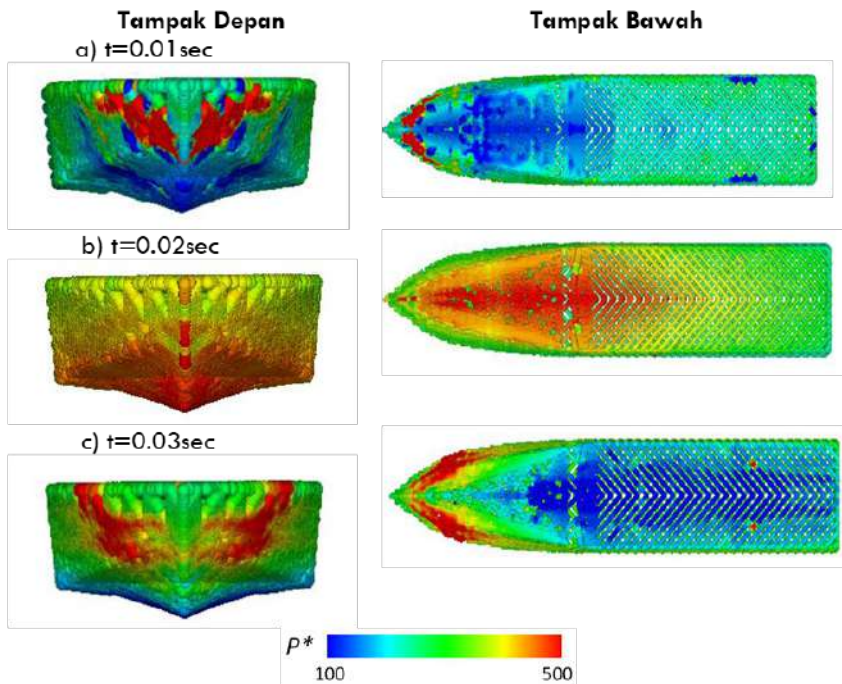 Tampak Depan
Tampak Bawah
a) t=0.01sec
b) t=0.02sec
c) t=0.03sec
P*
100
500